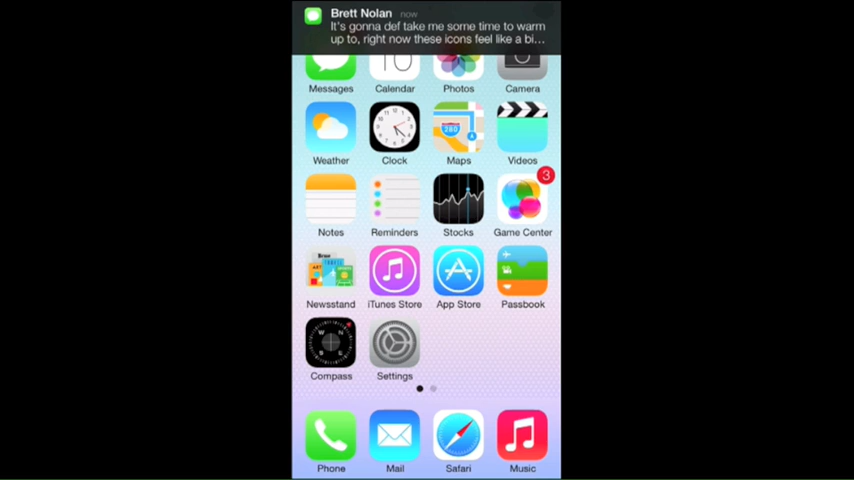 Brett Nolan now
It's gonna def take me some time to warm
up to, right now these icons feel like a bi...
10
Messages Calendar Photos Camera
280
Weather Clock Maps Videos
3
Notes Reminders Stocks Game Center
Newsstand iTunes Store App Store Passbook
N
W E
S
Compass Settings
Phone Mail Safari Music